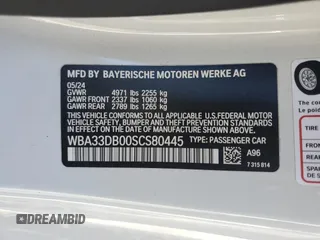 MFD BY BAYERISCHE MOTOREN WERKE AG
05/24
GVWR 4971 lbs 2255 kg
GAWR FRONT 2337 lbs 1060 kg
GAWR REAR 2789 lbs 1265 kg
THIS VEHICLE CONFORMS TO ALL APPLICABLE U.S. FEDERAL MOTOR
VEHICLE SAFETY, BUMPER, AND THEFT PREVENTION STANDARDS IN
EFFECT ON THE DATE OF MANUFACTURE SHOWN ABOVE.
WBA33DB00SCS80445
TYPE: PASSENGER CAR
A96
7 315 814
TIRE
©DREAMBID